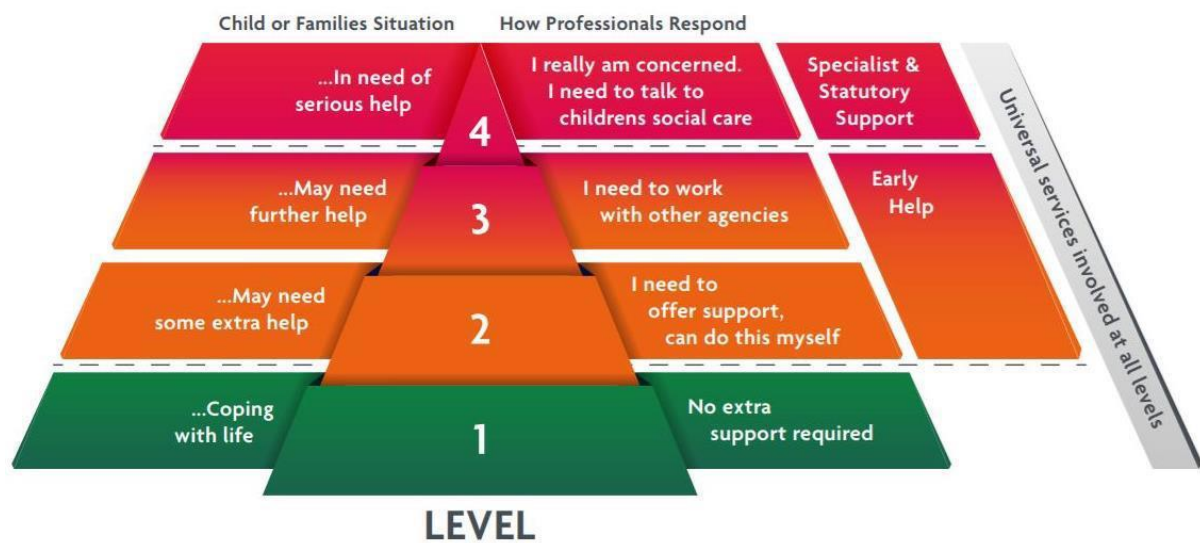 Child or Families Situation
How Professionals Respond
...In need of
serious help
4
I really am concerned.
I need to talk to
childrens social care
Specialist &
Statutory
Support
...May need
further help
3
I need to work
with other agencies
Early
Help
...May need
some extra help
2
I need to
offer support,
can do this myself
...Coping
with life
1
No extra
support required
Universal services involved at all levels
LEVEL